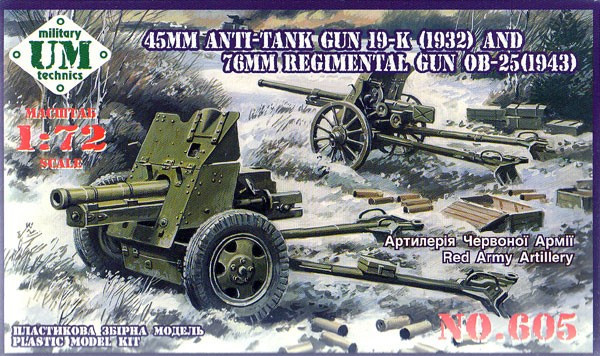 military
UM
technics
45MM ANTI-TANK GUN 19-K (1932) AND
76MM REGIMENTAL GUN OB-25(1943)
МАСШТАБ
1:72
SCALE
Артилерія Червоної Армії
Red Army Artillery
ПЛАСТИКОВА ЗБІРНА МОДЕЛЬ
PLASTIC MODEL KIT
NO.605